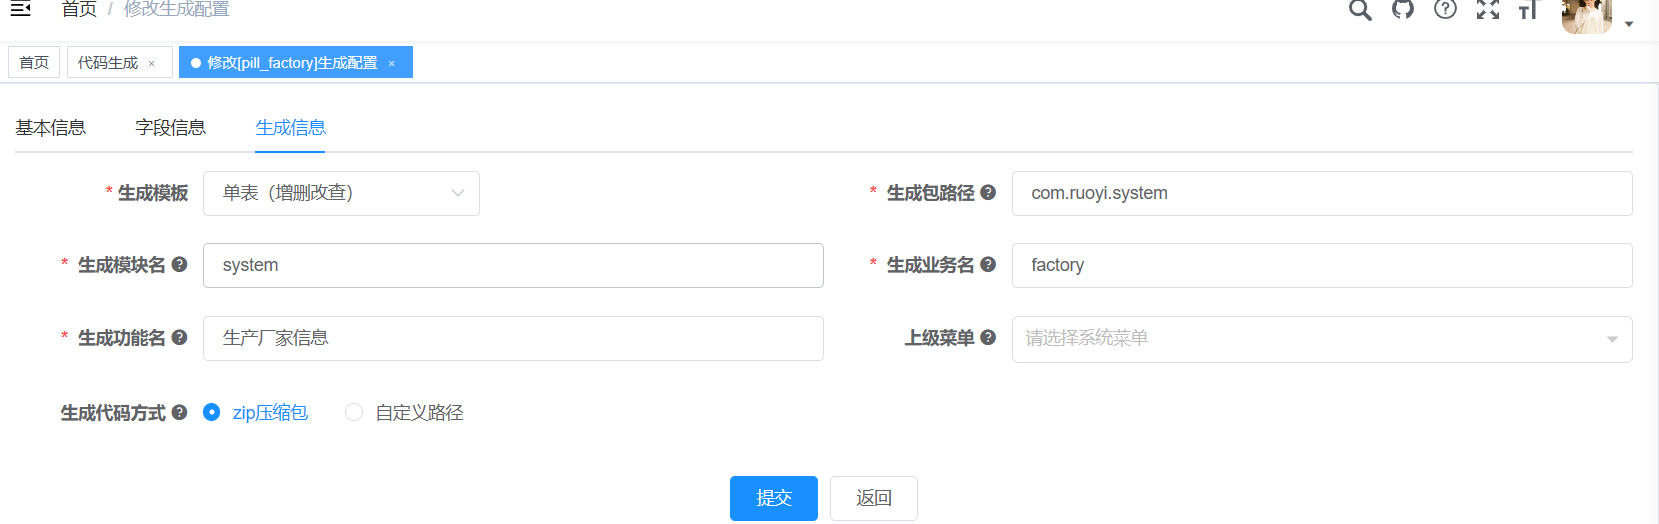 首页 / 修改生成配置
首页 代码生成 × 修改[pill_factory]生成配置 ×
基本信息 字段信息 生成信息
* 生成模板 单表（增删改查） * 生成包路径 com.ruoyi.system
* 生成模块名 system * 生成业务名 factory
* 生成功能名 生产厂家信息 上级菜单 请选择系统菜单
生成代码方式 zip压缩包 自定义路径
提交 返回